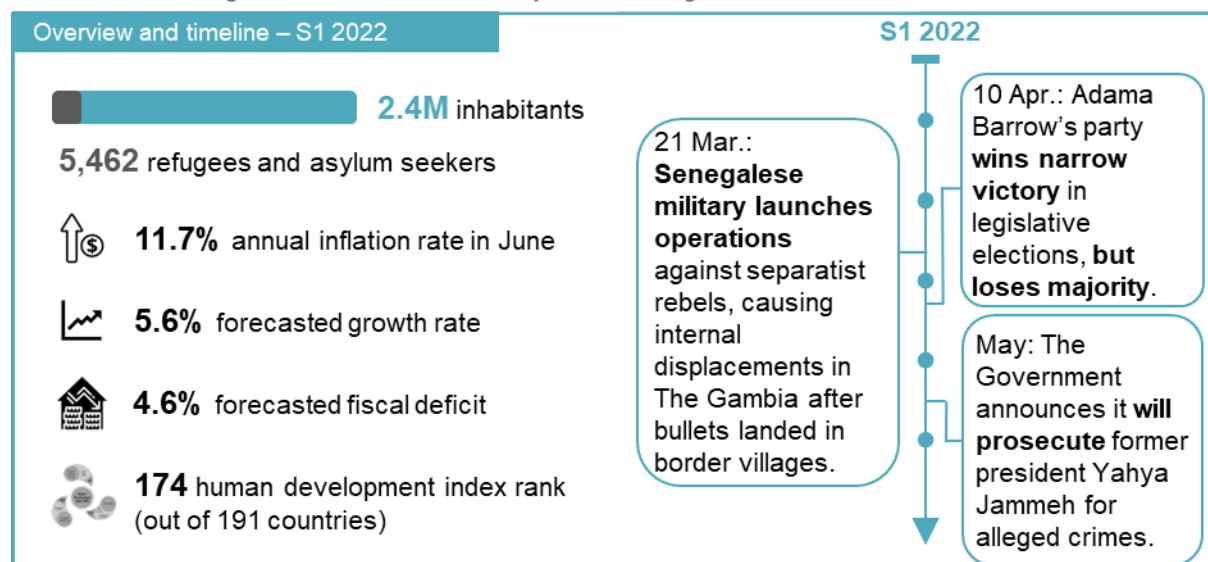 Overview and timeline – S1 2022
2.4M inhabitants
5,462 refugees and asylum seekers
11.7% annual inflation rate in June
5.6% forecasted growth rate
4.6% forecasted fiscal deficit
174 human development index rank
(out of 191 countries)
S1 2022
21 Mar.:
Senegalese
military launches
operations
against separatist
rebels, causing
internal
displacements in
The Gambia after
bullets landed in
border villages.
10 Apr.: Adama
Barrow’s party
wins narrow
victory in
legislative
elections, but
loses majority.
May: The
Government
announces it will
prosecute former
president Yahya
Jammeh for
alleged crimes.